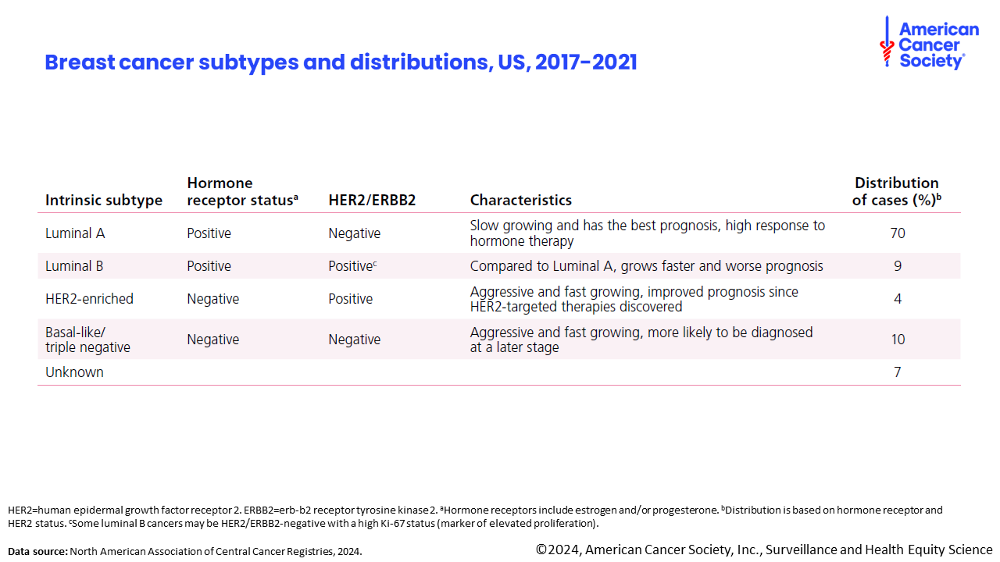 American
Cancer
Society®
Breast cancer subtypes and distributions, US, 2017-2021
Intrinsic subtype
Hormone
receptor statusᵃ
HER2/ERBB2
Characteristics
Distribution
of cases (%)ᵇ
Luminal A
Positive
Negative
Slow growing and has the best prognosis, high response to
hormone therapy
70
Luminal B
Positive
Positiveᶜ
Compared to Luminal A, grows faster and worse prognosis
9
HER2-enriched
Negative
Positive
Aggressive and fast growing, improved prognosis since
HER2-targeted therapies discovered
4
Basal-like/
triple negative
Negative
Negative
Aggressive and fast growing, more likely to be diagnosed
at a later stage
10
Unknown
7
HER2=human epidermal growth factor receptor 2. ERBB2=erb-b2 receptor tyrosine kinase 2. ᵃHormone receptors include estrogen and/or progesterone. ᵇDistribution is based on hormone receptor and
HER2 status. ᶜSome luminal B cancers may be HER2/ERBB2-negative with a high Ki-67 status (marker of elevated proliferation).
Data source: North American Association of Central Cancer Registries, 2024.
©2024, American Cancer Society, Inc., Surveillance and Health Equity Science